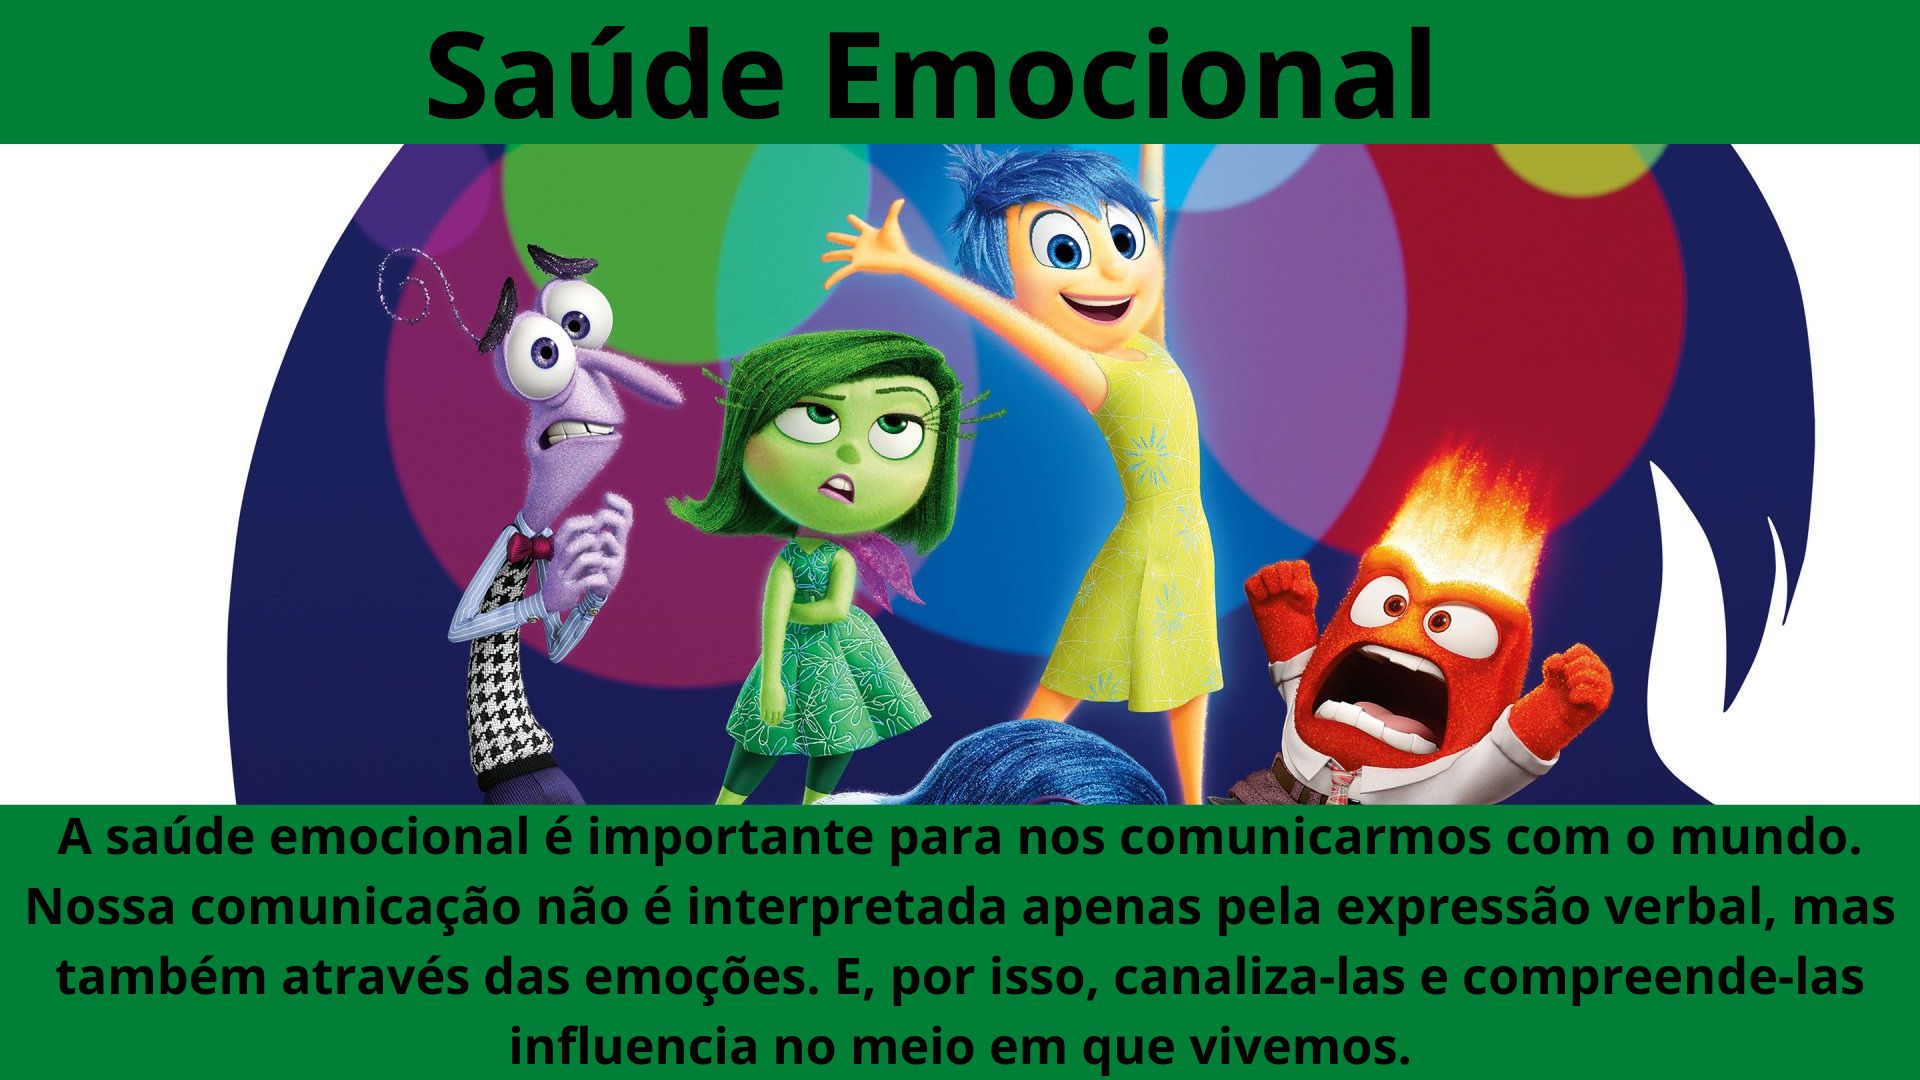 Saúde Emocional
A saúde emocional é importante para nos comunicarmos com o mundo.
Nossa comunicação não é interpretada apenas pela expressão verbal, mas
também através das emoções. E, por isso, canaliza-las e compreende-las
influencia no meio em que vivemos.